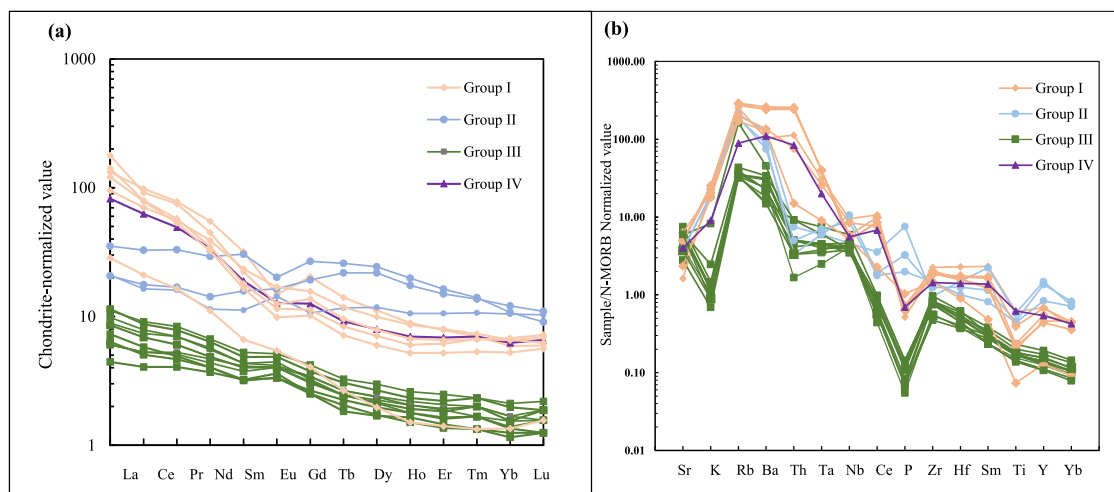 (a)
Chondrite-normalized value
1000
100
10
1
Group I
Group II
Group III
Group IV
La Ce Pr Nd Sm Eu Gd Tb Dy Ho Er Tm Yb Lu
(b)
Sample/N-MORB Normalized value
1000.00
100.00
10.00
1.00
0.10
0.01
Group I
Group II
Group III
Group IV
Sr K Rb Ba Th Ta Nb Ce P Zr Hf Sm Ti Y Yb